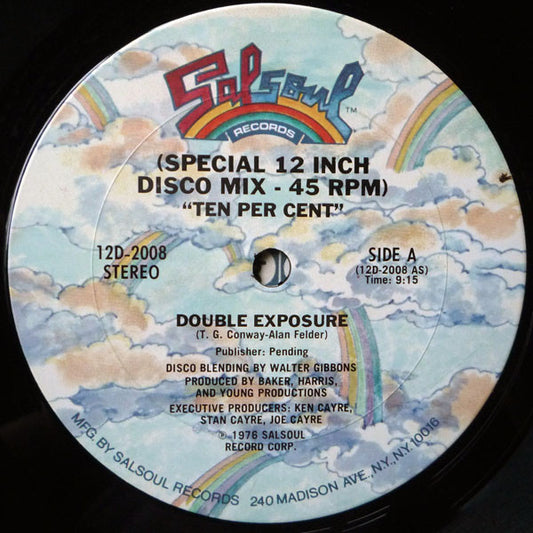 Salsoul
TM
RECORDS
(SPECIAL 12 INCH
DISCO MIX - 45 RPM)
"TEN PER CENT"
12D-2008
STEREO
SIDE A
(12D-2008 AS)
Time: 9:15
DOUBLE EXPOSURE
(T. G. Conway-Alan Felder)
Publisher: Pending
DISCO BLENDING BY WALTER GIBBONS
PRODUCED BY BAKER, HARRIS,
AND YOUNG PRODUCTIONS
EXECUTIVE PRODUCERS: KEN CAYRE,
STAN CAYRE, JOE CAYRE
℗ 1976 SALSOUL
RECORD CORP.
MFG. BY SALSOUL RECORDS 240 MADISON AVE., NY., NY. 10016